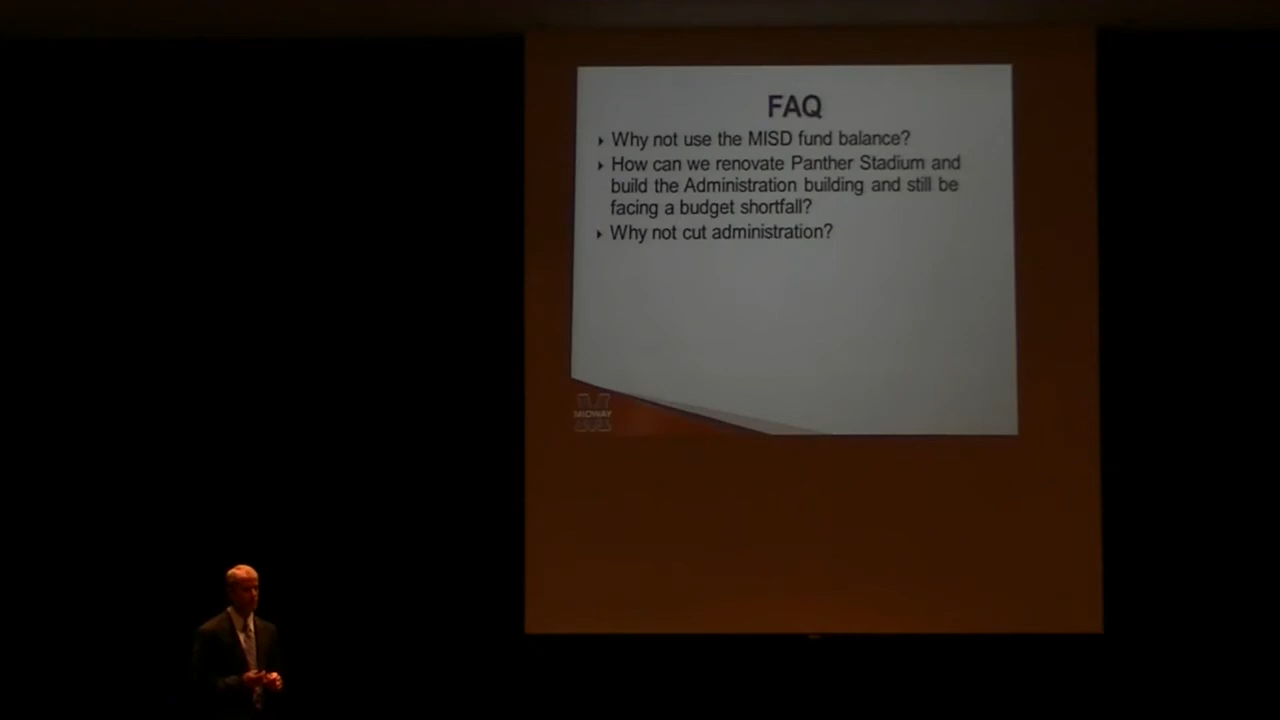 FAQ
Why not use the MISD fund balance?
How can we renovate Panther Stadium and
build the Administration building and still be
facing a budget shortfall?
Why not cut administration?
M
MIDWAY